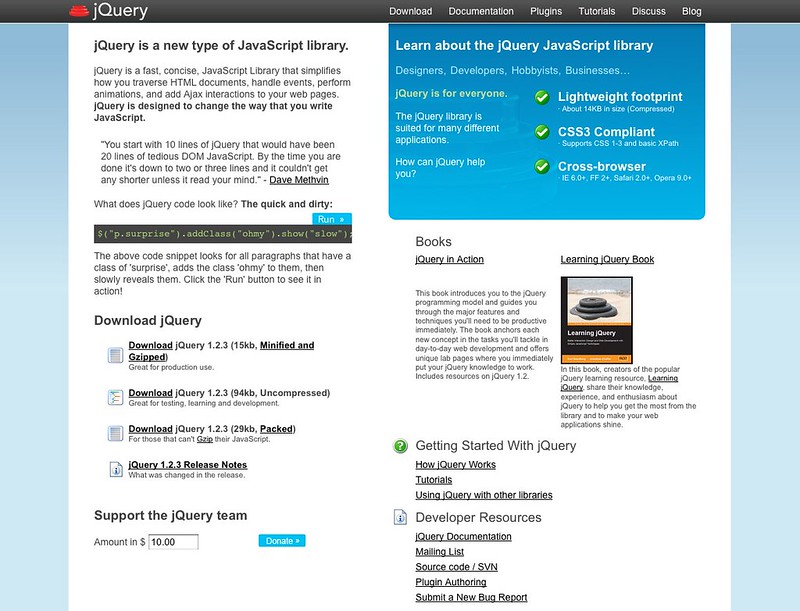 jQuery
Download Documentation Plugins Tutorials Discuss Blog
jQuery is a new type of JavaScript library.
jQuery is a fast, concise, JavaScript Library that simplifies
how you traverse HTML documents, handle events, perform
animations, and add Ajax interactions to your web pages.
jQuery is designed to change the way that you write
JavaScript.
"You start with 10 lines of jQuery that would have been
20 lines of tedious DOM JavaScript. By the time you are
done it's down to two or three lines and it couldn't get
any shorter unless it read your mind." - Dave Methvin
What does jQuery code look like? The quick and dirty:
Run »
$("p.surprise").addClass("ohmy").show("slow");
The above code snippet looks for all paragraphs that have a
class of 'surprise', adds the class 'ohmy' to them, then
slowly reveals them. Click the 'Run' button to see it in
action!
Download jQuery
Download jQuery 1.2.3 (15kb, Minified and
Gzipped)
Great for production use.
Download jQuery 1.2.3 (94kb, Uncompressed)
Great for testing, learning and development.
Download jQuery 1.2.3 (29kb, Packed)
For those that can't Gzip their JavaScript.
jQuery 1.2.3 Release Notes
What was changed in the release.
Support the jQuery team
Amount in $ 10.00 Donate »
Learn about the jQuery JavaScript library
Designers, Developers, Hobbyists, Businesses...
jQuery is for everyone.
The jQuery library is
suited for many different
applications.
How can jQuery help
you?
Lightweight footprint
· About 14KB in size (Compressed)
CSS3 Compliant
· Supports CSS 1-3 and basic XPath
Cross-browser
· IE 6.0+, FF 2+, Safari 2.0+, Opera 9.0+
Books
jQuery in Action
This book introduces you to the jQuery
programming model and guides you
through the major features and
techniques you'll need to be productive
immediately. The book anchors each
new concept in the tasks you'll tackle in
day-to-day web development and offers
unique lab pages where you immediately
put your jQuery knowledge to work.
Includes resources on jQuery 1.2.
Learning jQuery Book
Learning jQuery
In this book, creators of the popular
jQuery learning resource, Learning
jQuery, share their knowledge,
experience, and enthusiasm about
jQuery to help you get the most from the
library and to make your web
applications shine.
Getting Started With jQuery
How jQuery Works
Tutorials
Using jQuery with other libraries
Developer Resources
jQuery Documentation
Mailing List
Source code / SVN
Plugin Authoring
Submit a New Bug Report